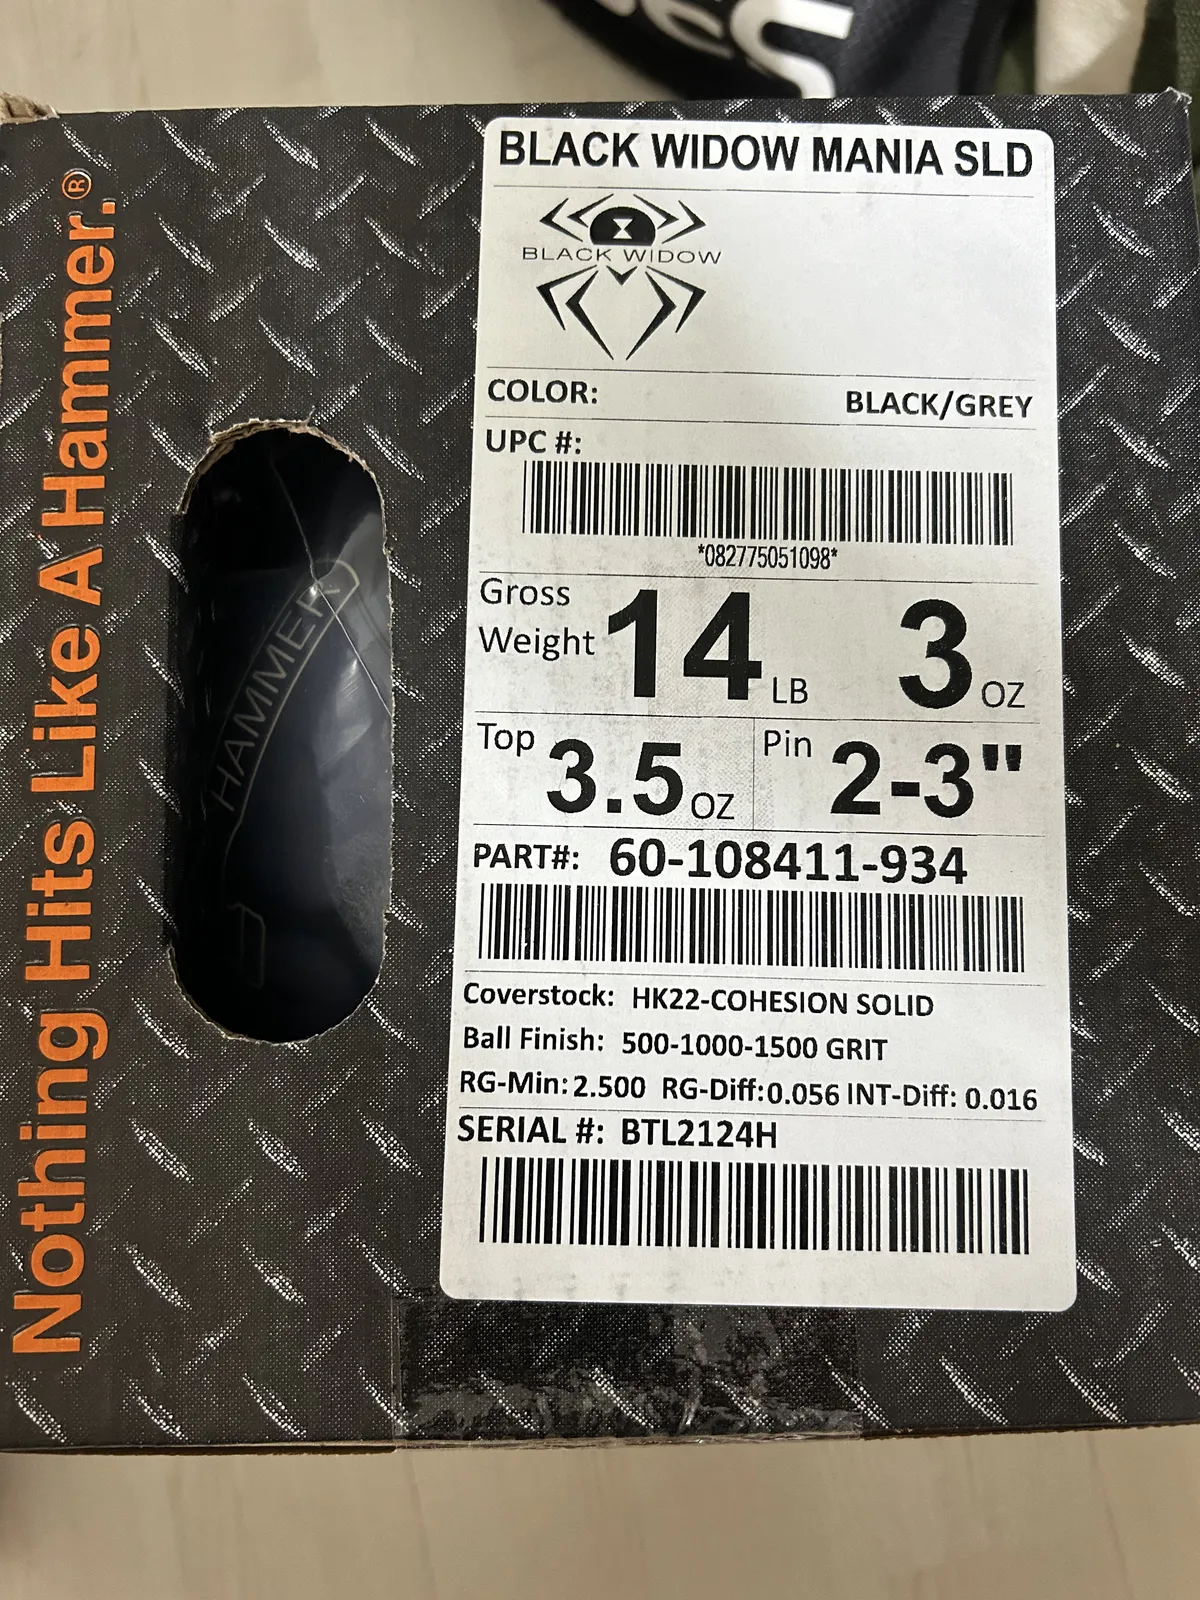 Nothing Hits Like A Hammer.®
HAMMER
BLACK WIDOW MANIA SLD
BLACK WIDOW
COLOR: BLACK/GREY
UPC #:
*082775051098*
Gross Weight 14 LB 3 OZ
Top 3.5 OZ Pin 2-3"
PART#: 60-108411-934
Coverstock: HK22-COHESION SOLID
Ball Finish: 500-1000-1500 GRIT
RG-Min: 2.500 RG-Diff: 0.056 INT-Diff: 0.016
SERIAL #: BTL2124H